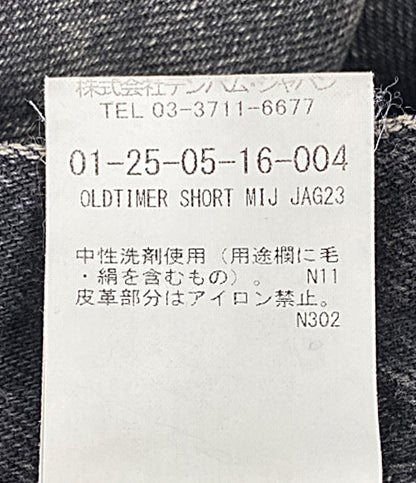 株式会社デンハム・ジャパン
TEL 03-3711-6677
01-25-05-16-004
OLDTIMER SHORT MIJ JAG23
中性洗剤使用（用途欄に毛
・絹を含むもの）。 N11
皮革部分はアイロン禁止。
N302